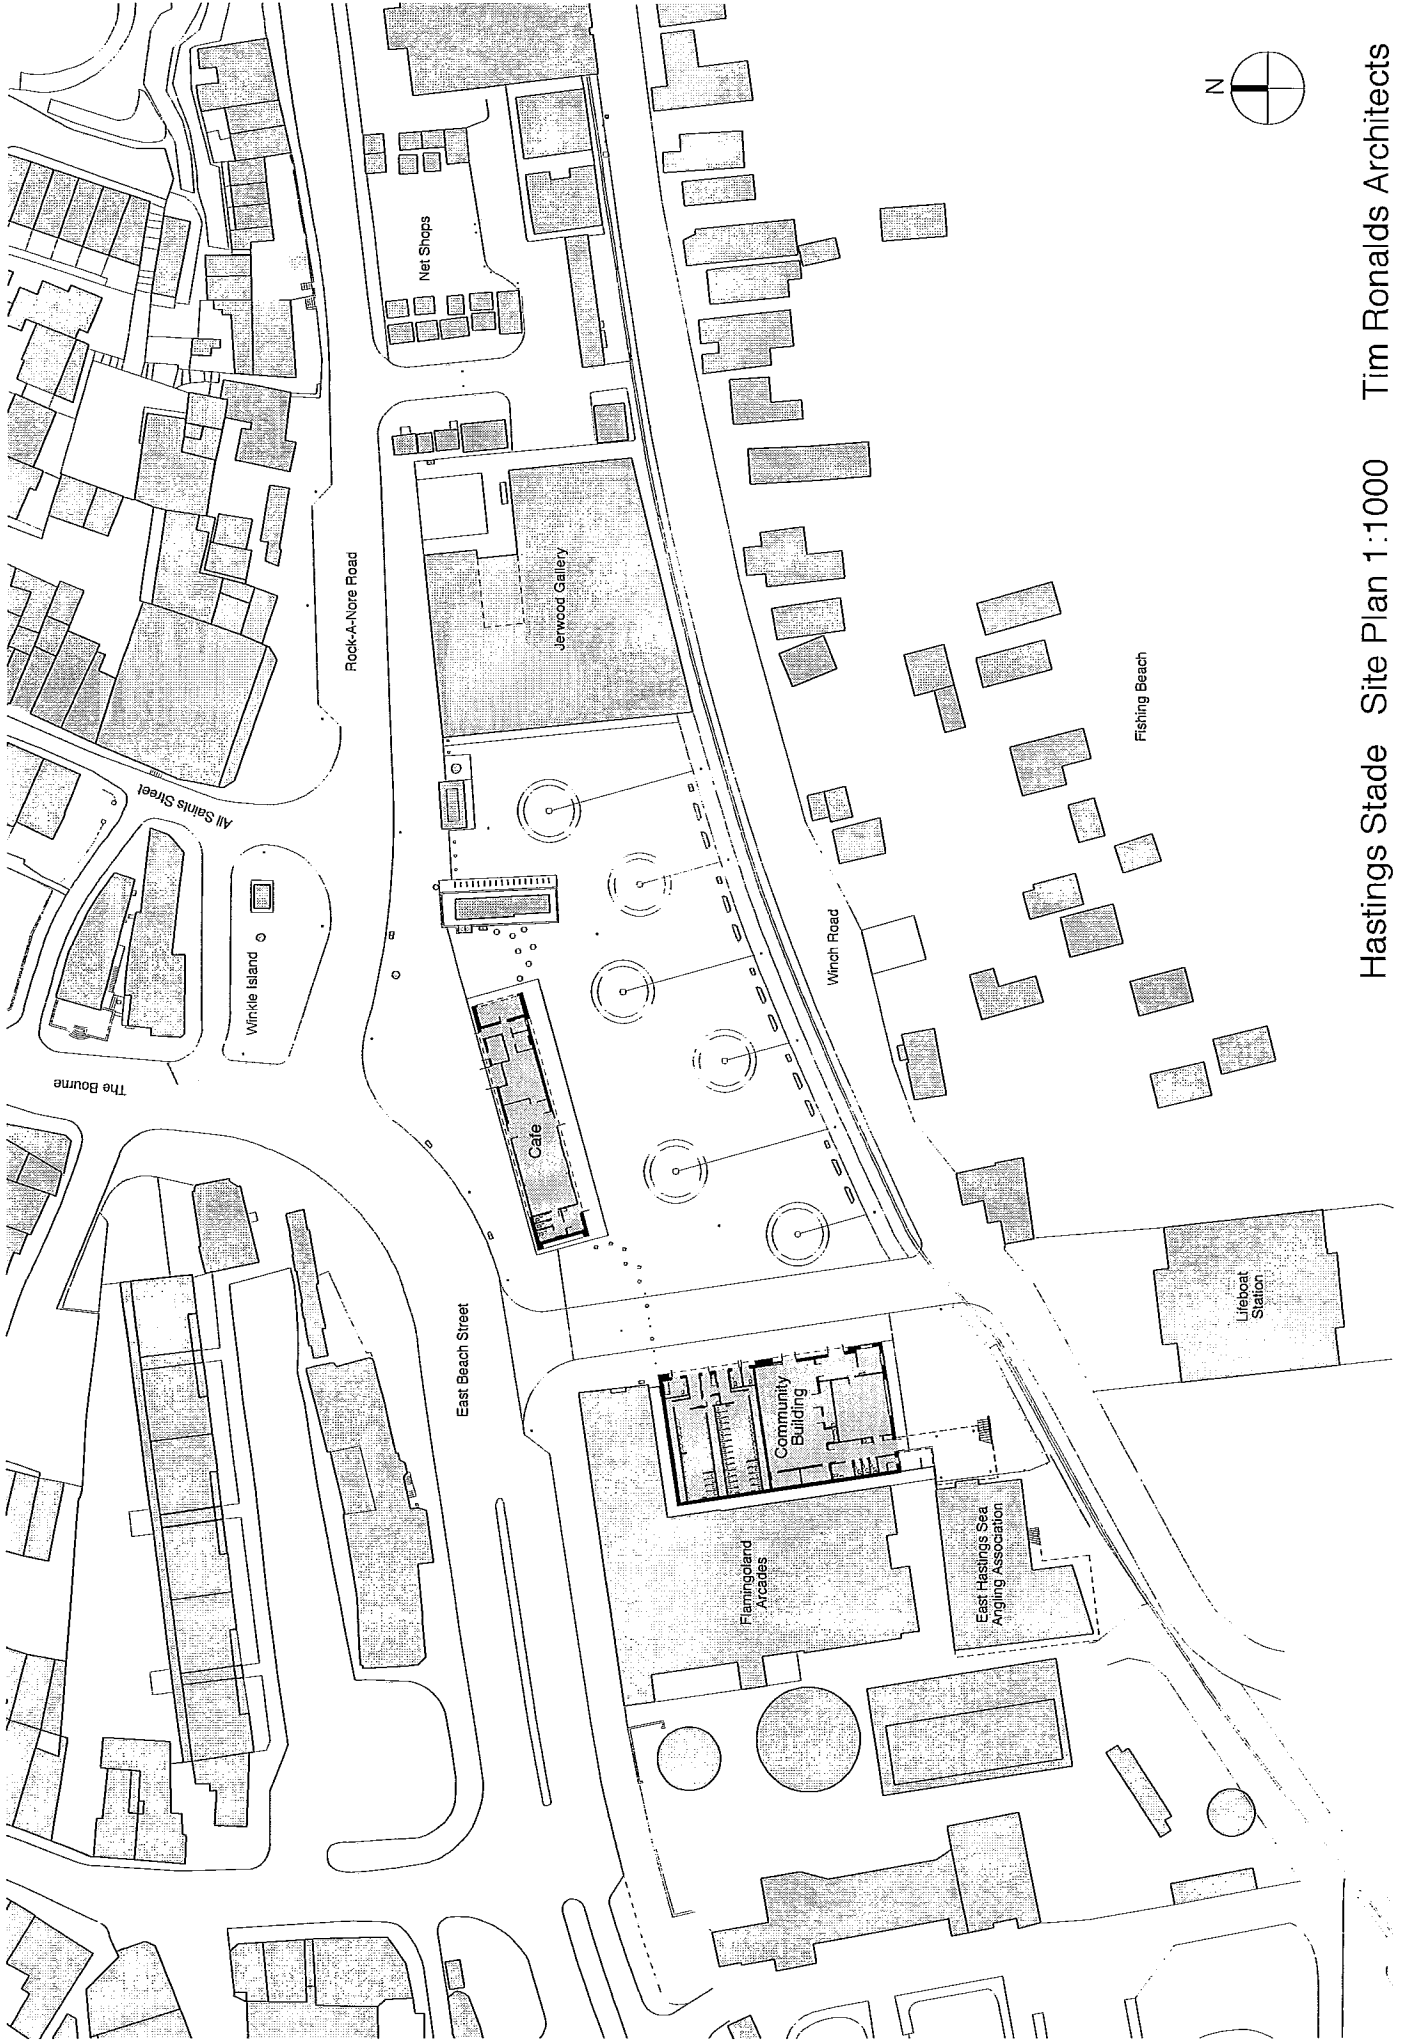 N
Net Shops
Rock-A-Nore Road
Jerwood Gallery
All Saints Street
Winkle Island
The Bourne
Cafe
Winch Road
Fishing Beach
East Beach Street
Community
Building
Lifeboat
Station
Flamingoland
Arcades
East Hastings Sea
Angling Association
Hastings Stade Site Plan 1:1000 Tim Ronalds Architects